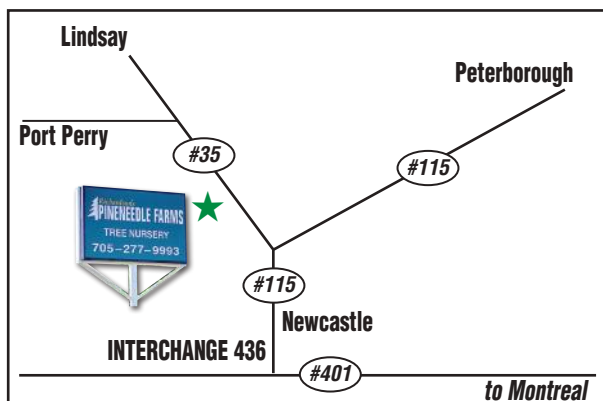 Lindsay
Peterborough
Port Perry
#35
#115
PINENEEDLE FARMS
TREE NURSERY
705-277-9993
#115
Newcastle
INTERCHANGE 436
#401
to Montreal